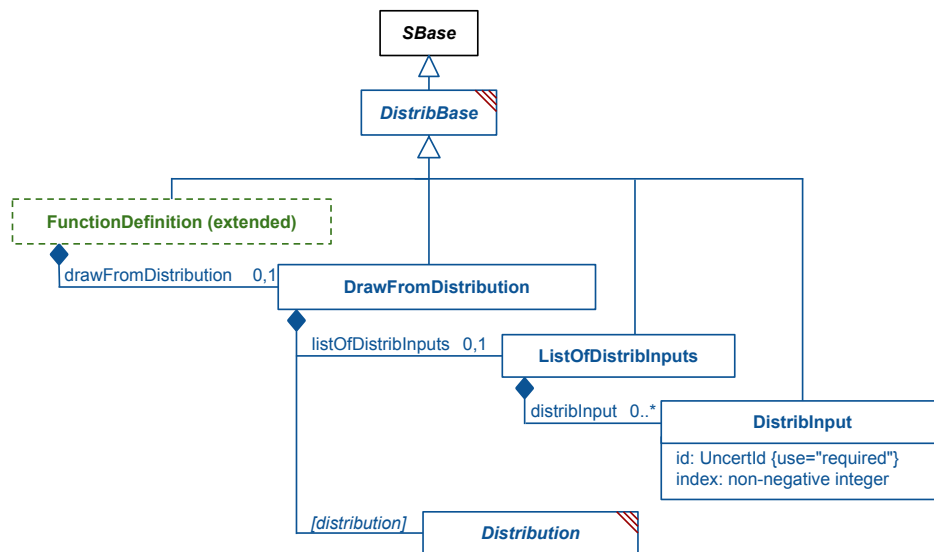 SBase
DistribBase
FunctionDefinition (extended)
drawFromDistribution 0,1
DrawFromDistribution
listOfDistribInputs 0,1
ListOfDistribInputs
distribInput 0..*
DistribInput
id: UncertId {use="required"}
index: non-negative integer
[distribution]
Distribution